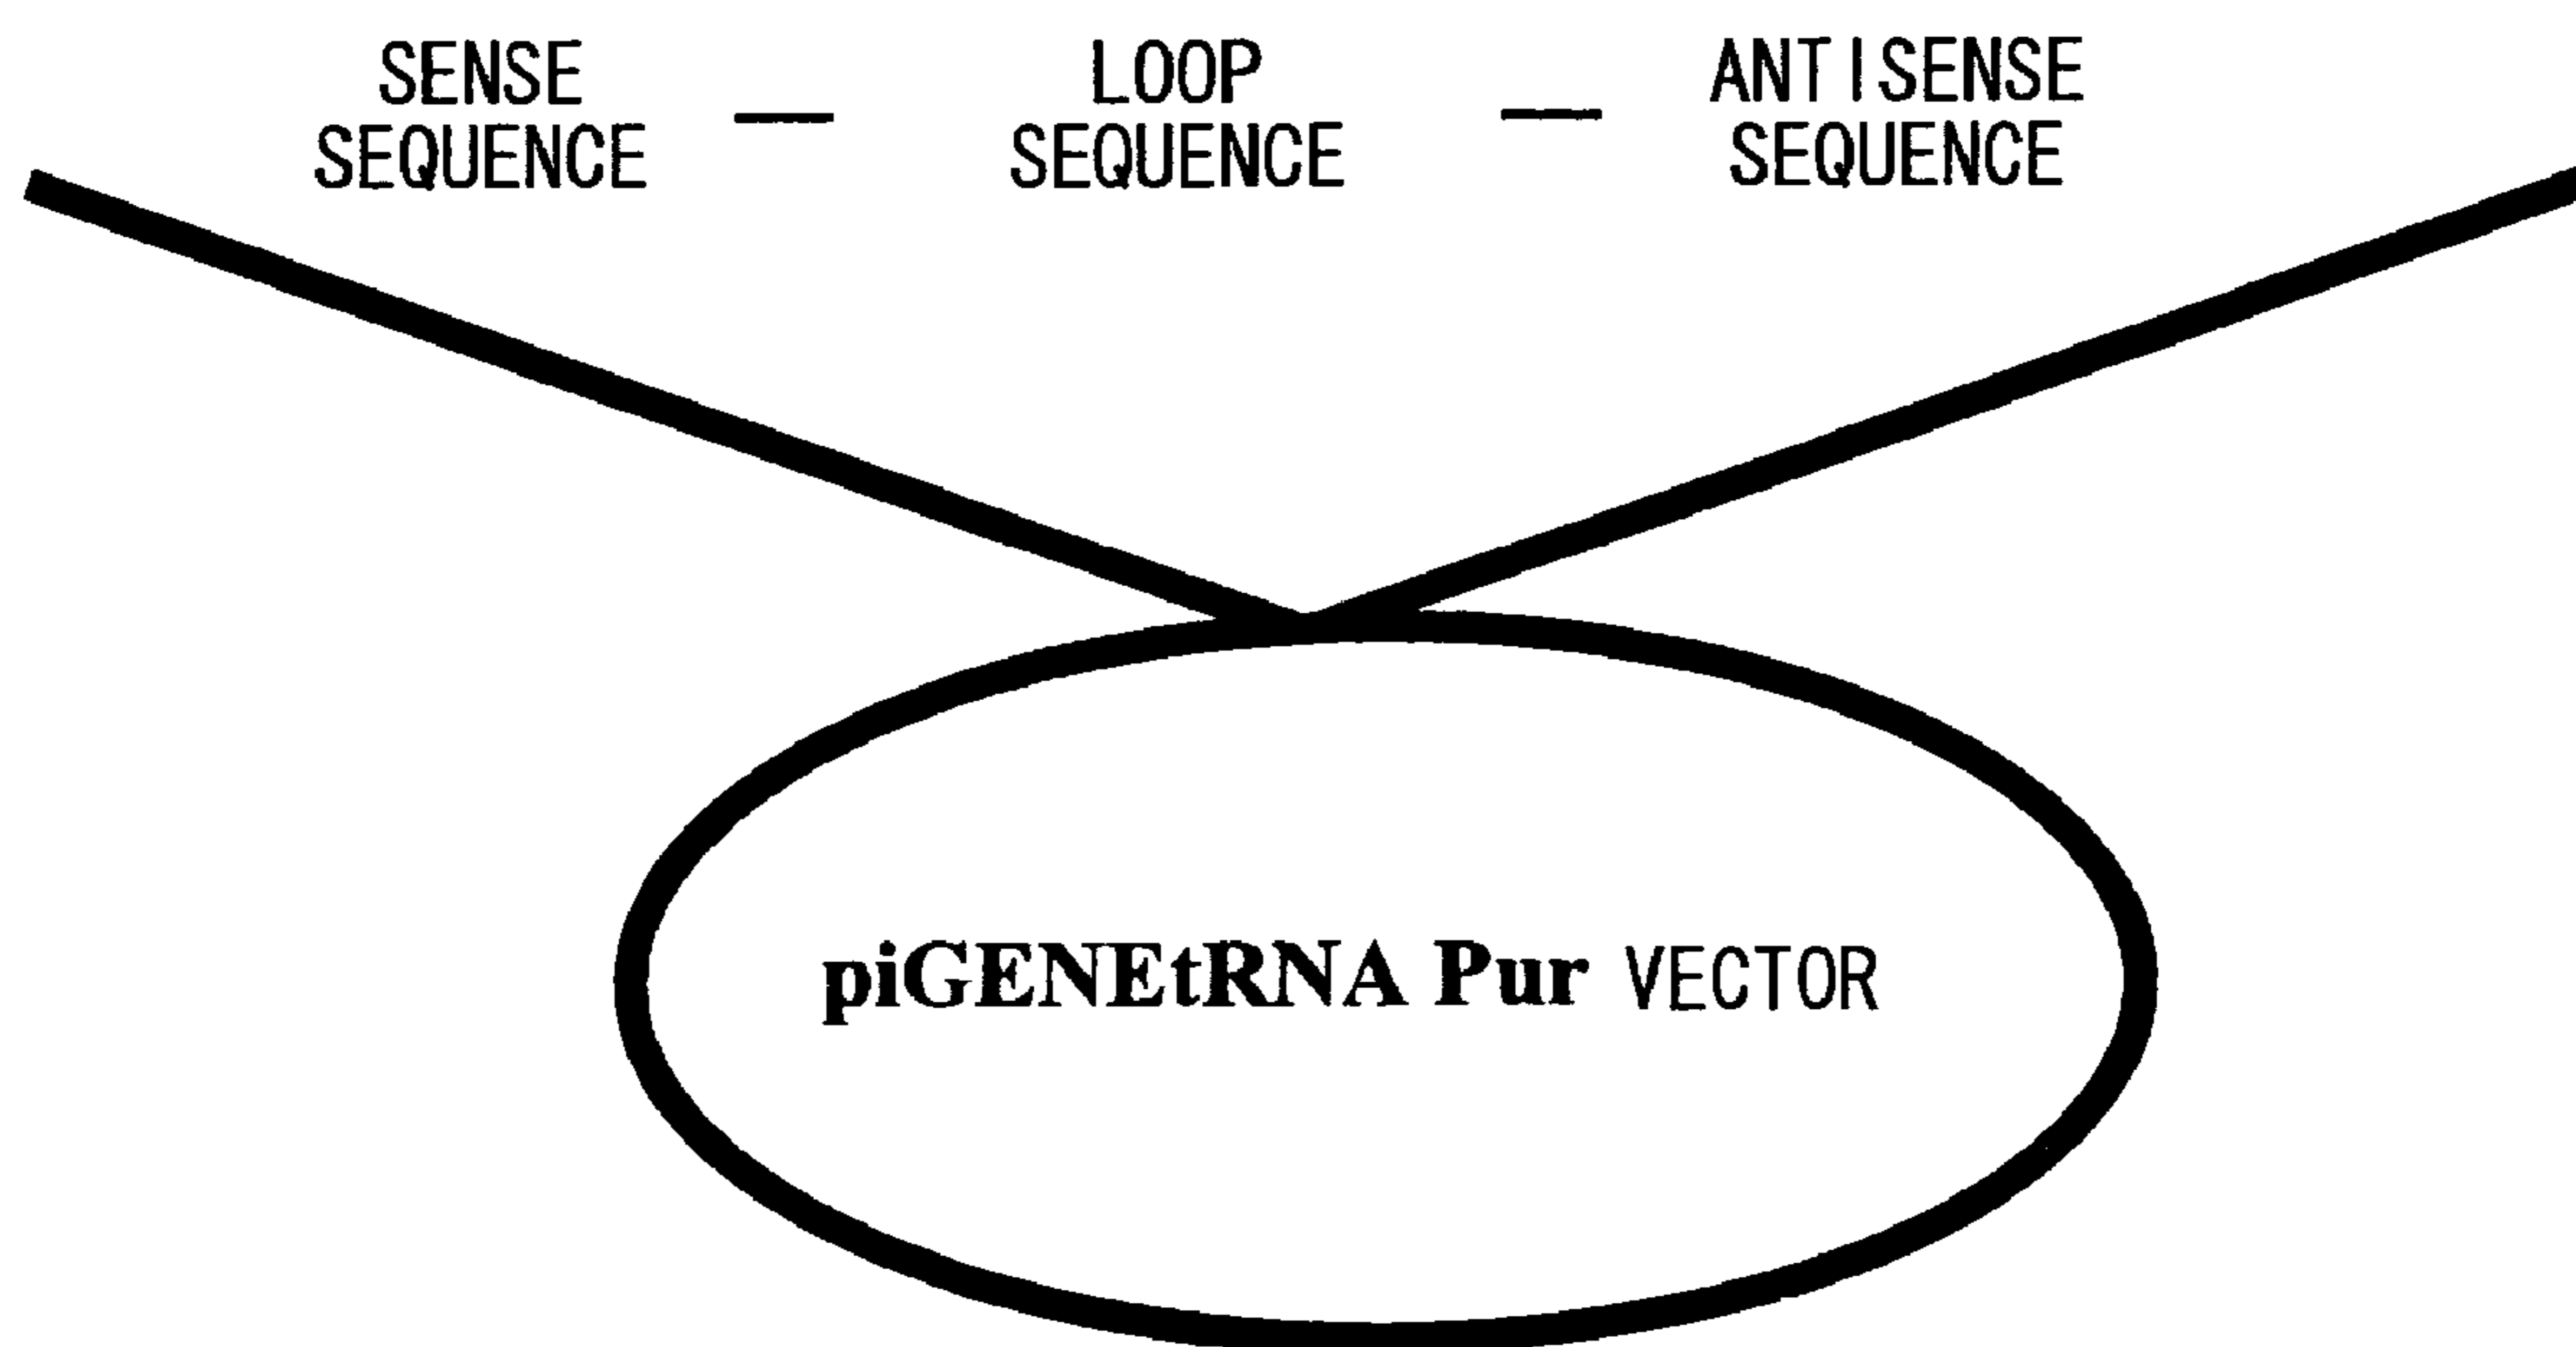 SENSE SEQUENCE — LOOP SEQUENCE — ANTISENSE SEQUENCE
piGENEtRNA Pur VECTOR